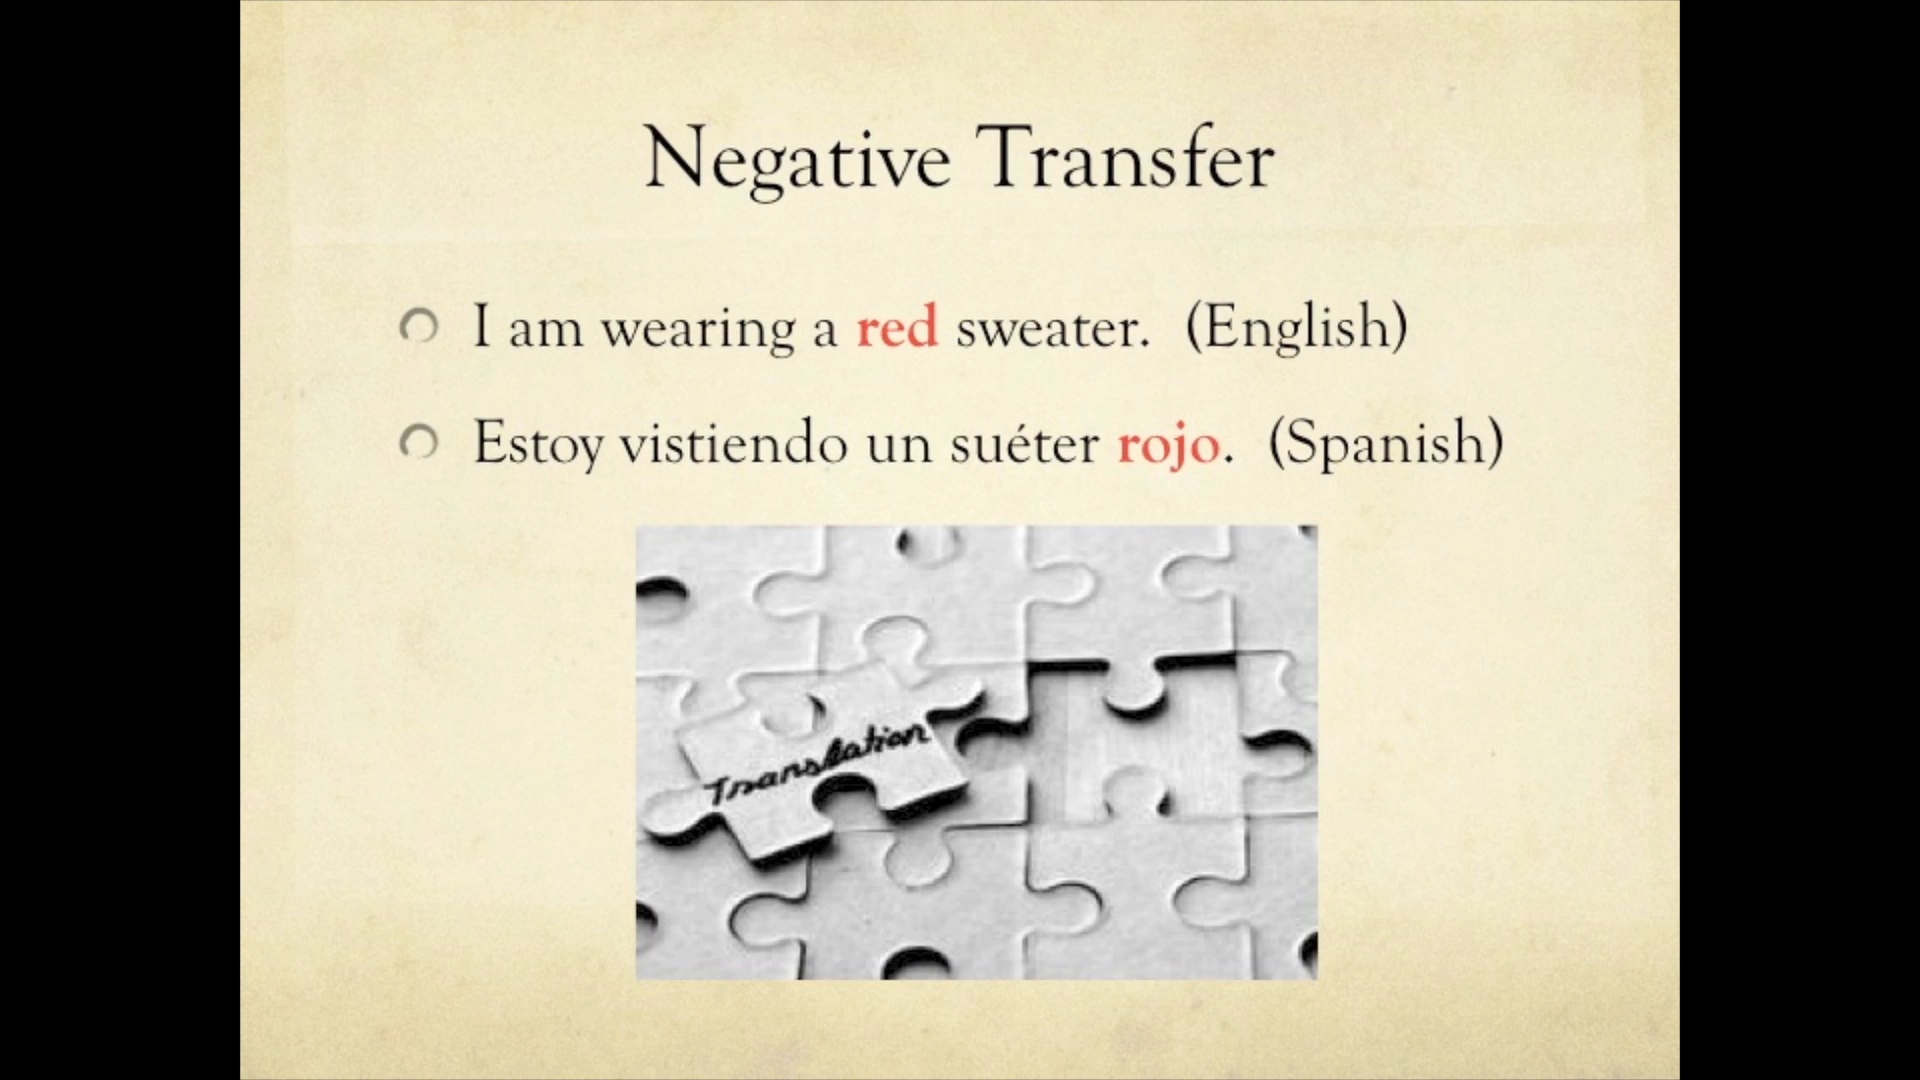 Negative Transfer
I am wearing a red sweater. (English)
Estoy vistiendo un suéter rojo. (Spanish)
Translation